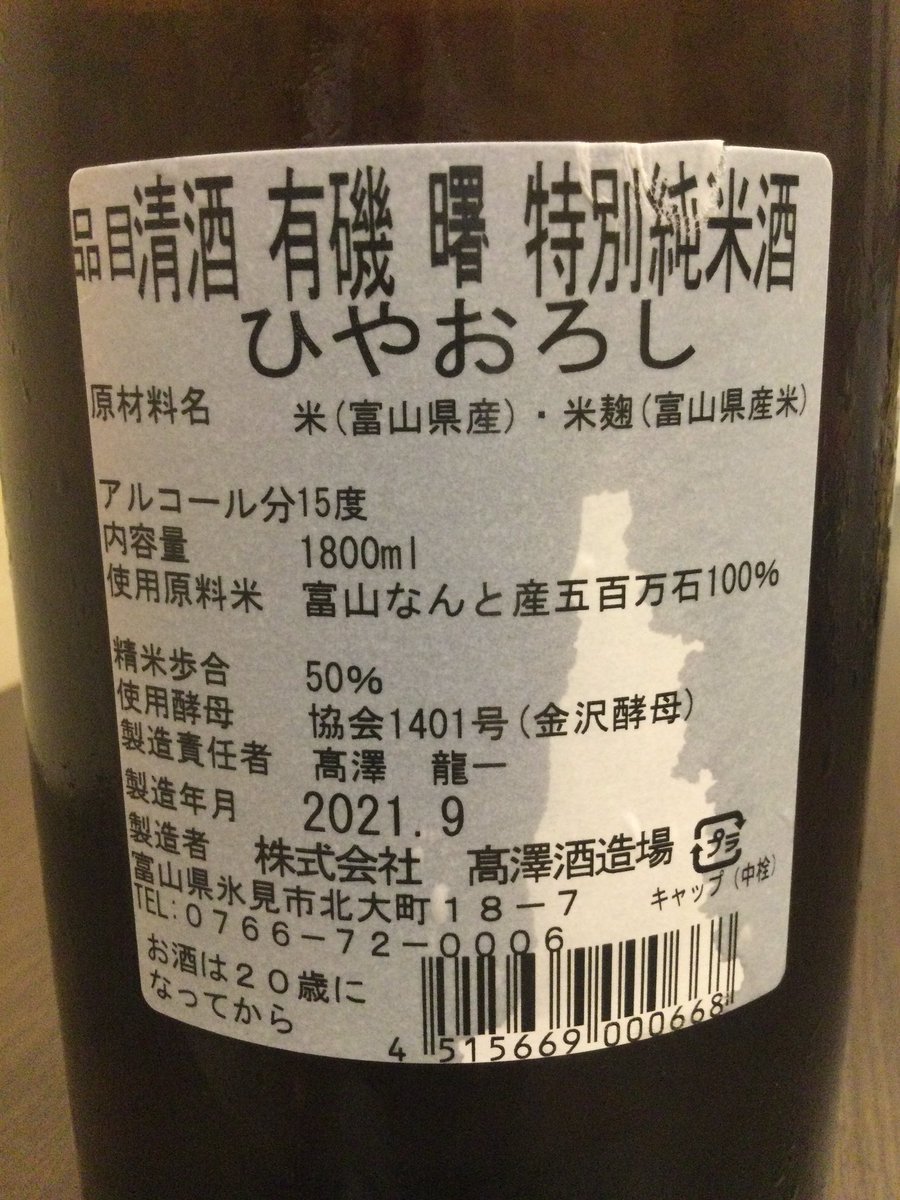 品目清酒 有磯 曙 特別純米酒
ひやおろし
原材料名 米(富山県産)・米麹(富山県産米)
アルコール分15度
内容量 1800ml
使用原料米 富山なんと産五百万石100%
精米歩合 50%
使用酵母 協会1401号(金沢酵母)
製造責任者 髙澤 龍一
製造年月 2021.9
製造者 株式会社 髙澤酒造場
富山県氷見市北大町18-7
TEL:0766-72-0006
プラ
キャップ(中栓)
お酒は20歳に
なってから
4 515669 000668